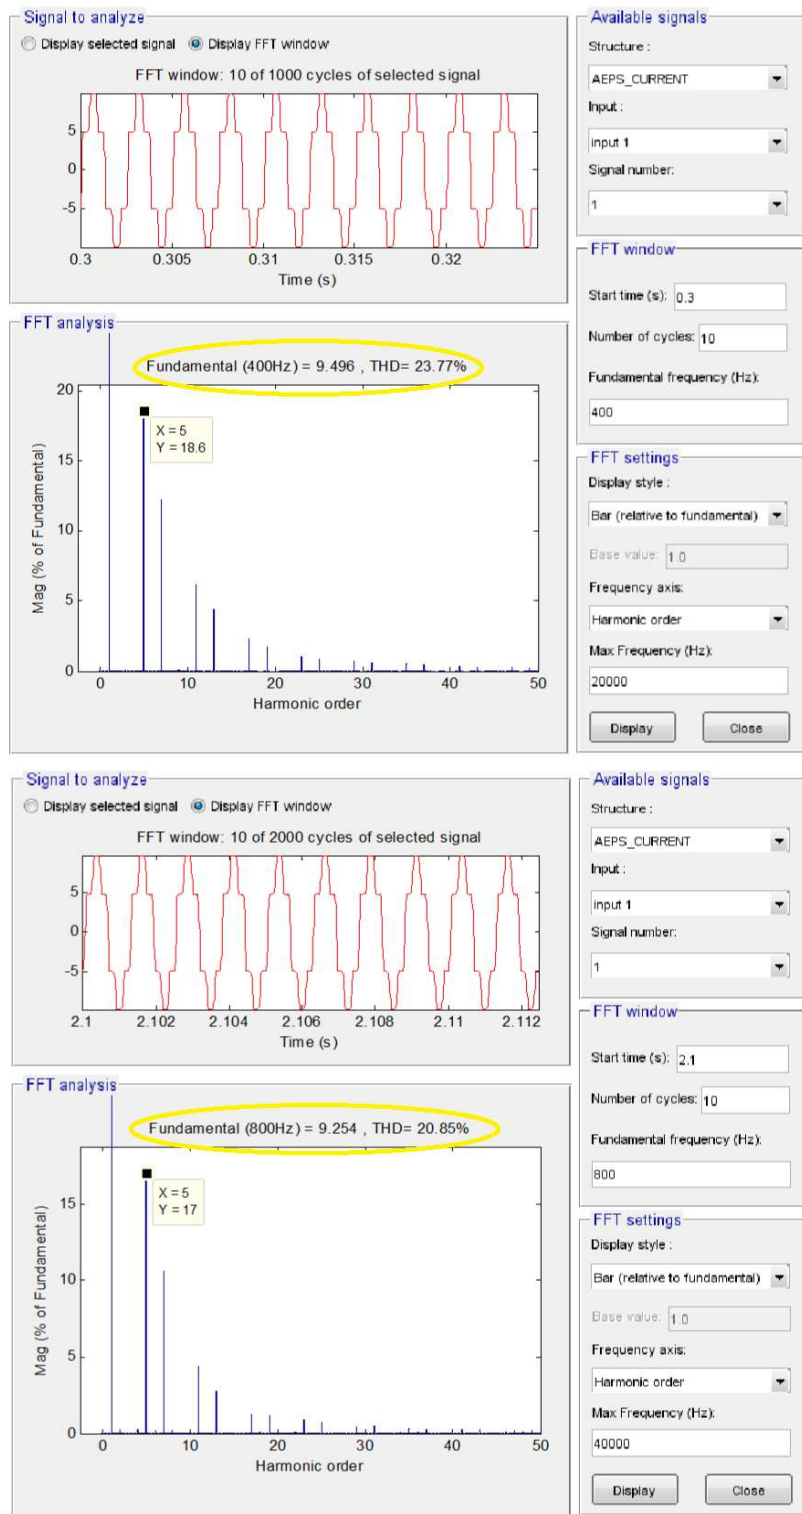 Signal to analyze
Display selected signal Display FFT window
FFT window: 10 of 1000 cycles of selected signal
5
0
-5
0.3 0.305 0.31 0.315 0.32
Time (s)
FFT analysis
Fundamental (400Hz) = 9.496 , THD= 23.77%
20
15
10
5
0
X = 5
Y = 18.6
Mag (% of Fundamental)
0 10 20 30 40 50
Harmonic order
Available signals
Structure :
AEPS_CURRENT
Input :
input 1
Signal number:
1
FFT window
Start time (s): 0.3
Number of cycles: 10
Fundamental frequency (Hz):
400
FFT settings
Display style :
Bar (relative to fundamental)
Base value: 1.0
Frequency axis:
Harmonic order
Max Frequency (Hz):
20000
Display Close
Signal to analyze
Display selected signal Display FFT window
FFT window: 10 of 2000 cycles of selected signal
5
0
-5
2.1 2.102 2.104 2.106 2.108 2.11 2.112
Time (s)
FFT analysis
Fundamental (800Hz) = 9.254 , THD= 20.85%
15
10
5
0
X = 5
Y = 17
Mag (% of Fundamental)
0 10 20 30 40 50
Harmonic order
Available signals
Structure :
AEPS_CURRENT
Input :
input 1
Signal number:
1
FFT window
Start time (s): 2.1
Number of cycles: 10
Fundamental frequency (Hz):
800
FFT settings
Display style :
Bar (relative to fundamental)
Base value: 1.0
Frequency axis:
Harmonic order
Max Frequency (Hz):
40000
Display Close